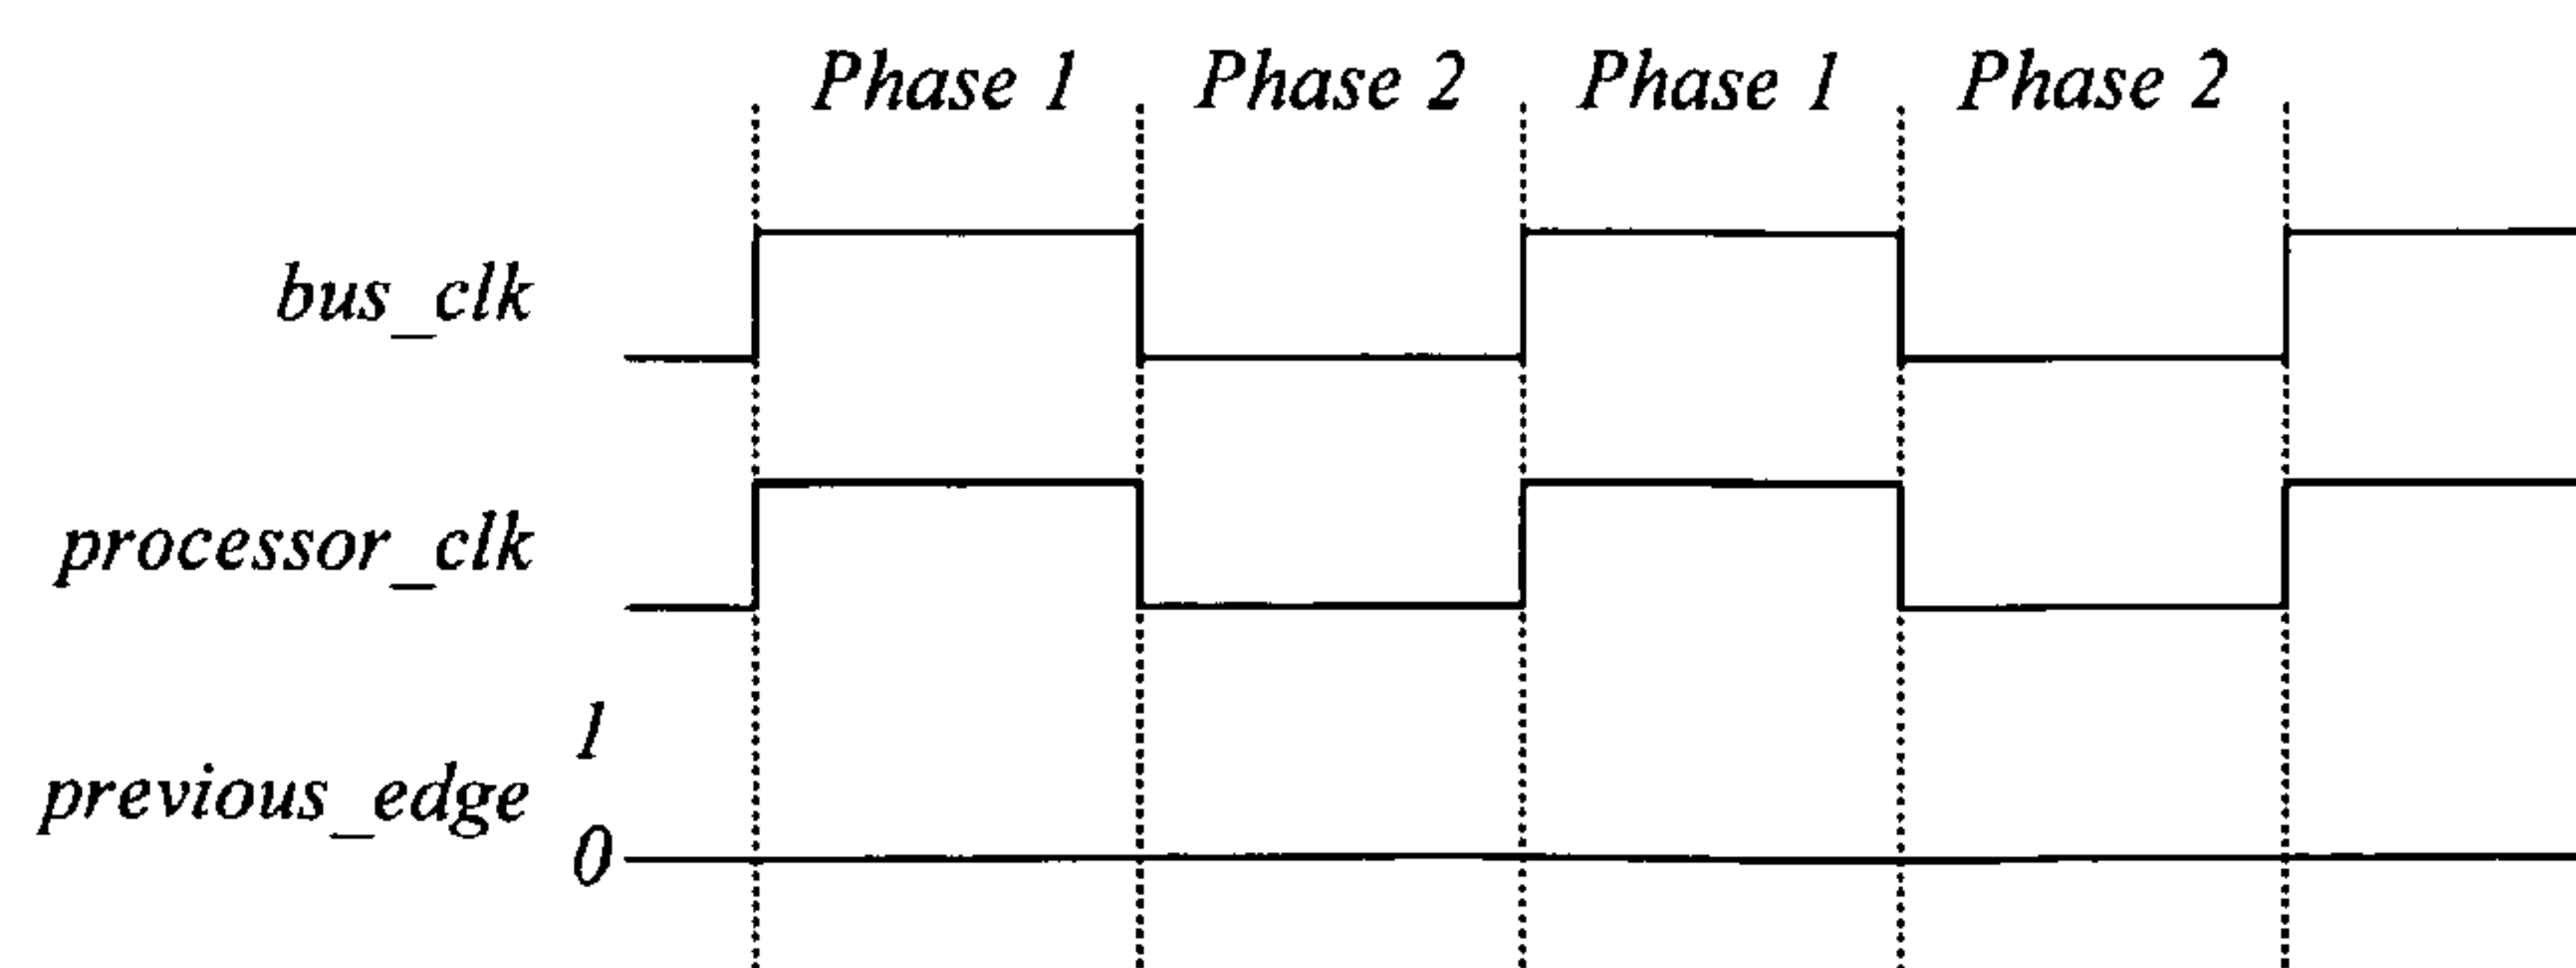 Phase 1 Phase 2 Phase 1 Phase 2
bus_clk
processor_clk
1
previous_edge
0